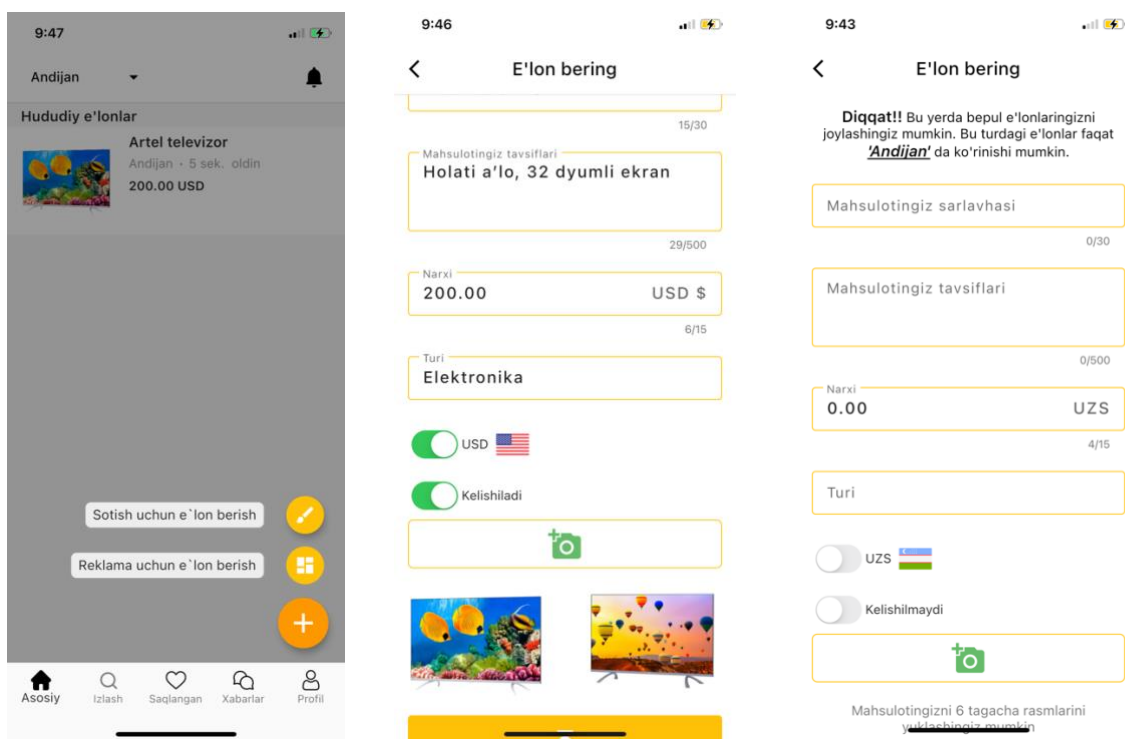 9:47
Andijan
Hududiy e'lonlar
Artel televizor
Andijan • 5 sek. oldin
200.00 USD
Sotish uchun e`lon berish
Reklama uchun e`lon berish
Asosiy
Izlash
Saqlangan
Xabarlar
Profil
9:46
E'lon bering
15/30
Mahsulotingiz tavsiflari
Holati a'lo, 32 dyumli ekran
29/500
Narxi
200.00 USD $
6/15
Turi
Elektronika
USD
Kelishiladi
9:43
E'lon bering
Diqqat!! Bu yerda bepul e'lonlaringizni
joylashingiz mumkin. Bu turdagi e'lonlar faqat
'Andijan' da ko'rinishi mumkin.
Mahsulotingiz sarlavhasi
0/30
Mahsulotingiz tavsiflari
0/500
Narxi
0.00 UZS
4/15
Turi
UZS
Kelishilmaydi
Mahsulotingizni 6 tagacha rasmlarini
yuklashingiz mumkin